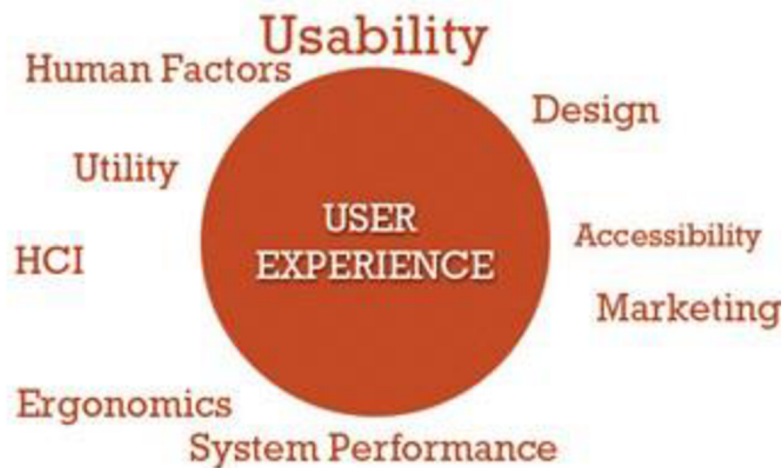 Usability
Human Factors
Design
Utility
USER
EXPERIENCE
Accessibility
HCI
Marketing
Ergonomics
System Performance